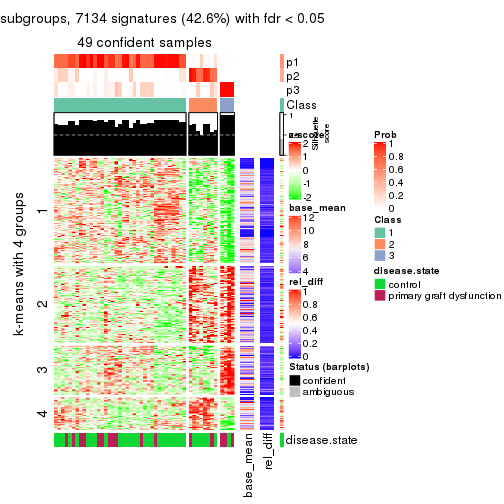 subgroups, 7134 signatures (42.6%) with fdr < 0.05
49 confident samples
p1
p2
p3
Class
1
Silhouette
score
z-score
2
1
0
-1
-2
base_mean
12
10
8
6
4
rel_diff
1
0.8
0.6
0.4
0.2
0
Status (barplots)
confident
ambiguous
Prob
1
0.8
0.6
0.4
0.2
0
Class
1
2
3
disease.state
control
primary graft dysfunction
k-means with 4 groups
1
2
3
4
disease.state
base_mean
rel_diff